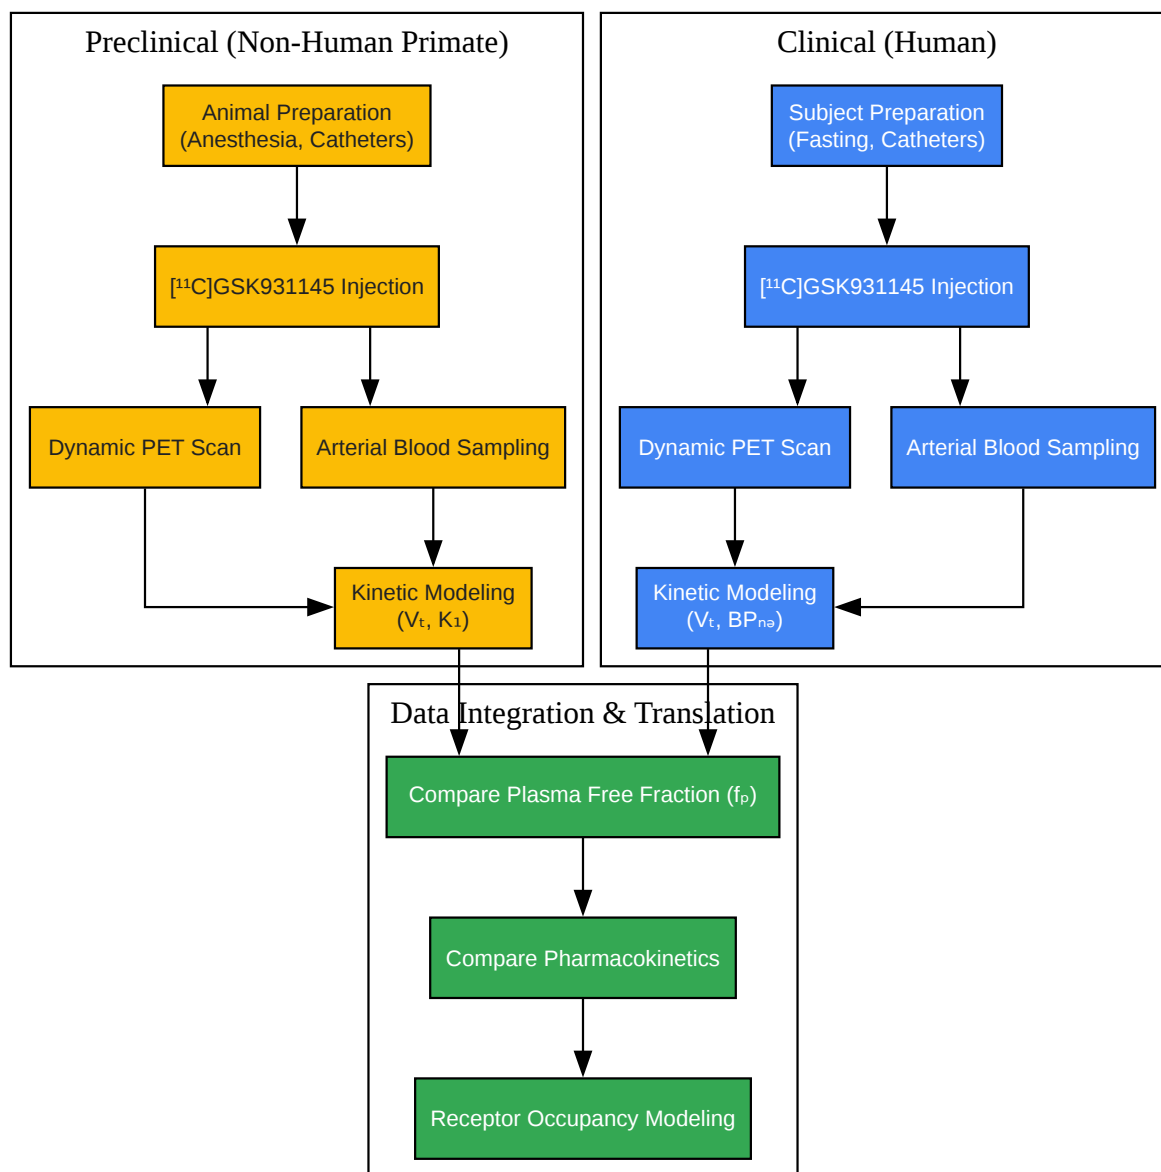 Preclinical (Non-Human Primate)
Animal Preparation
(Anesthesia, Catheters)
[¹¹C]GSK931145 Injection
Dynamic PET Scan
Arterial Blood Sampling
Kinetic Modeling
(Vₜ, K₁)
Clinical (Human)
Subject Preparation
(Fasting, Catheters)
[¹¹C]GSK931145 Injection
Dynamic PET Scan
Arterial Blood Sampling
Kinetic Modeling
(Vₜ, BPₙₔ)
Data Integration & Translation
Compare Plasma Free Fraction (fₚ)
Compare Pharmacokinetics
Receptor Occupancy Modeling